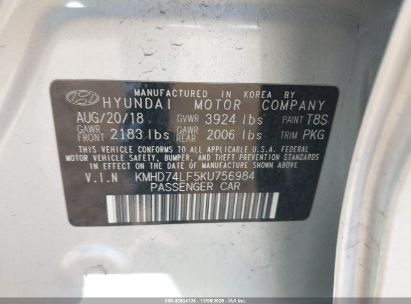 MANUFACTURED IN KOREA BY
HYUNDAI MOTOR COMPANY
AUG/20/18 GVWR 3924 lbs PAINT T8S
GAWR FRONT 2183 lbs GAWR REAR 2006 lbs TRIM PKG
THIS VEHICLE CONFORMS TO ALL APPLICABLE U.S.A. FEDERAL
MOTOR VEHICLE SAFETY, BUMPER, AND THEFT PREVENTION STANDARDS
IN EFFECT ON THE DATE OF MANUFACTURE SHOWN ABOVE.
V.I.N KMHD74LF5KU756984
PASSENGER CAR